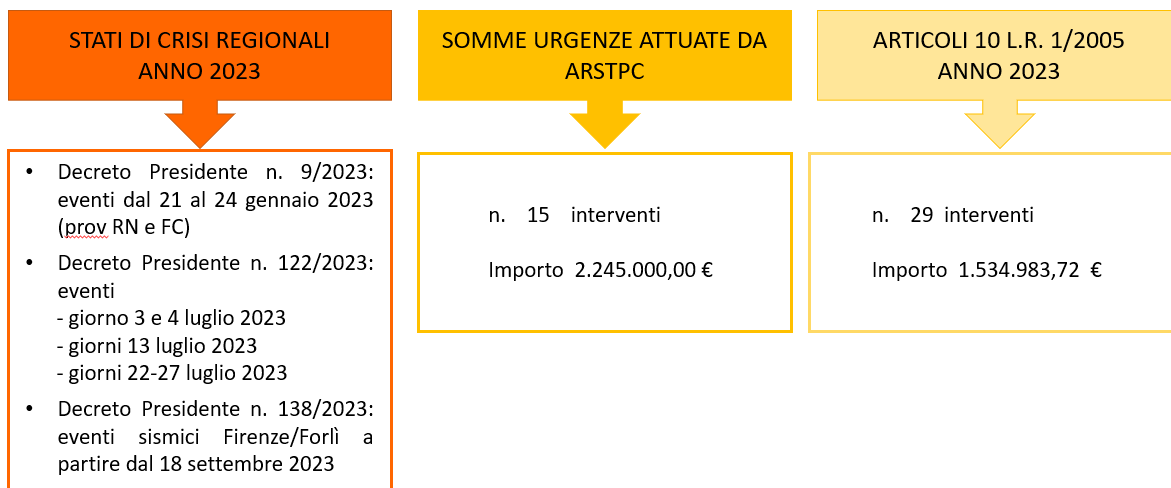 STATI DI CRISI REGIONALI
ANNO 2023
• Decreto Presidente n. 9/2023:
eventi dal 21 al 24 gennaio 2023
(prov RN e FC)
• Decreto Presidente n. 122/2023:
eventi
- giorno 3 e 4 luglio 2023
- giorni 13 luglio 2023
- giorni 22-27 luglio 2023
• Decreto Presidente n. 138/2023:
eventi sismici Firenze/Forlì a
partire dal 18 settembre 2023
SOMME URGENZE ATTUATE DA
ARSTPC
n. 15 interventi
Importo 2.245.000,00 €
ARTICOLI 10 L.R. 1/2005
ANNO 2023
n. 29 interventi
Importo 1.534.983,72 €